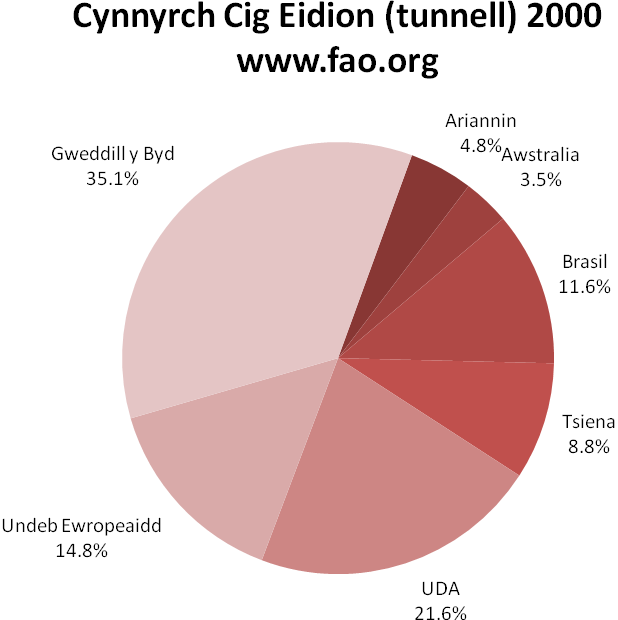 Cynnyrch Cig Eidion (tunnell) 2000
www.fao.org
Ariannin
4.8%
Awstralia
3.5%
Brasil
11.6%
Tsiena
8.8%
UDA
21.6%
Undeb Ewropeaidd
14.8%
Gweddill y Byd
35.1%